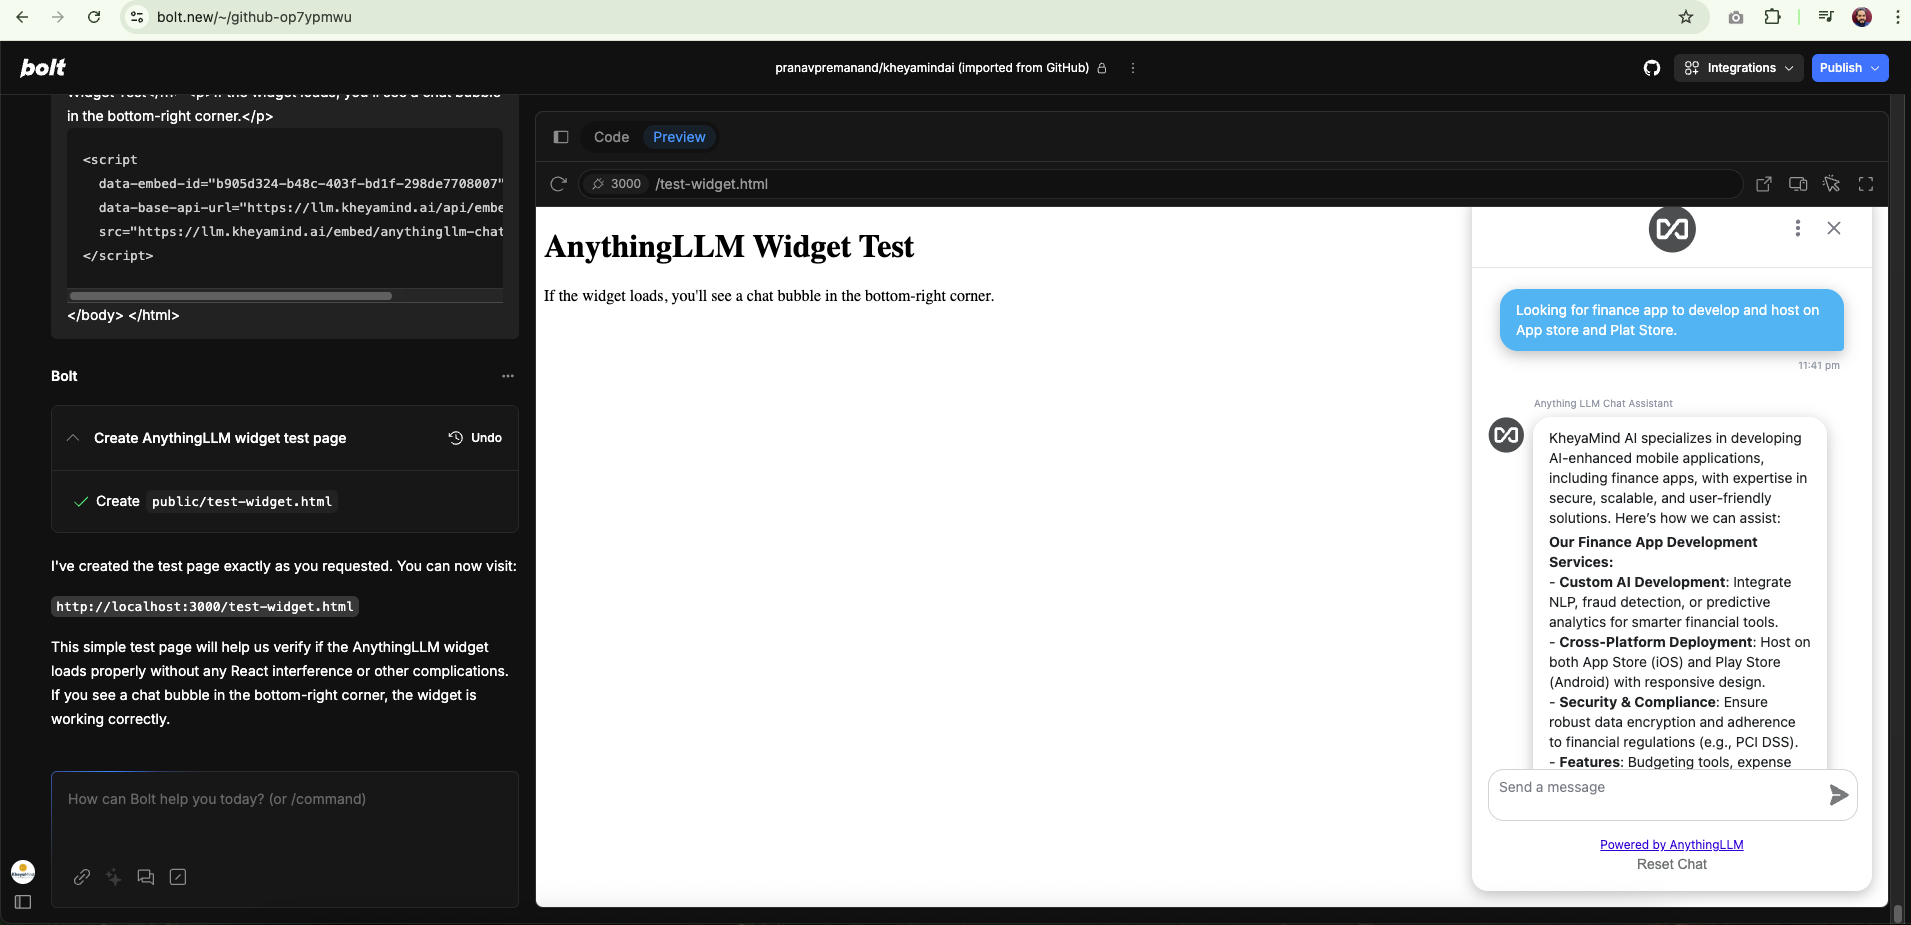 bolt.new/~/github-op7ypmwu
bolt
pranavpremanand/kheyamindai (imported from GitHub)
Integrations
Publish
in the bottom-right corner.</p>
<script
data-embed-id="b905d324-b48c-403f-bd1f-298de7708007"
data-base-api-url="https://llm.kheyamind.ai/api/embe
src="https://llm.kheyamind.ai/embed/anythingllm-chat
</script>
</body> </html>
Bolt
Create AnythingLLM widget test page
Undo
Create public/test-widget.html
I've created the test page exactly as you requested. You can now visit:
http://localhost:3000/test-widget.html
This simple test page will help us verify if the AnythingLLM widget
loads properly without any React interference or other complications.
If you see a chat bubble in the bottom-right corner, the widget is
working correctly.
How can Bolt help you today? (or /command)
Code
Preview
3000
/test-widget.html
AnythingLLM Widget Test
If the widget loads, you'll see a chat bubble in the bottom-right corner.
Looking for finance app to develop and host on
App store and Plat Store.
11:41 pm
Anything LLM Chat Assistant
KheyaMind AI specializes in developing
AI-enhanced mobile applications,
including finance apps, with expertise in
secure, scalable, and user-friendly
solutions. Here's how we can assist:
Our Finance App Development
Services:
- Custom AI Development: Integrate
NLP, fraud detection, or predictive
analytics for smarter financial tools.
- Cross-Platform Deployment: Host on
both App Store (iOS) and Play Store
(Android) with responsive design.
- Security & Compliance: Ensure
robust data encryption and adherence
to financial regulations (e.g., PCI DSS).
- Features: Budgeting tools, expense
Send a message
Powered by AnythingLLM
Reset Chat